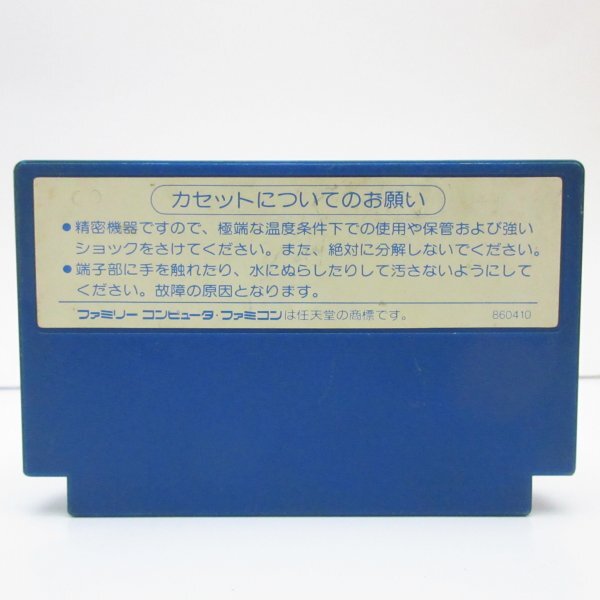 カセットについてのお願い
●精密機器ですので、極端な温度条件下での使用や保管および強い
ショックをさけてください。また、絶対に分解しないでください。
●端子部に手を触れたり、水にぬらしたりして汚さないようにして
ください。故障の原因となります。
ファミリー コンピュータ・ファミコンは任天堂の商標です。 860410